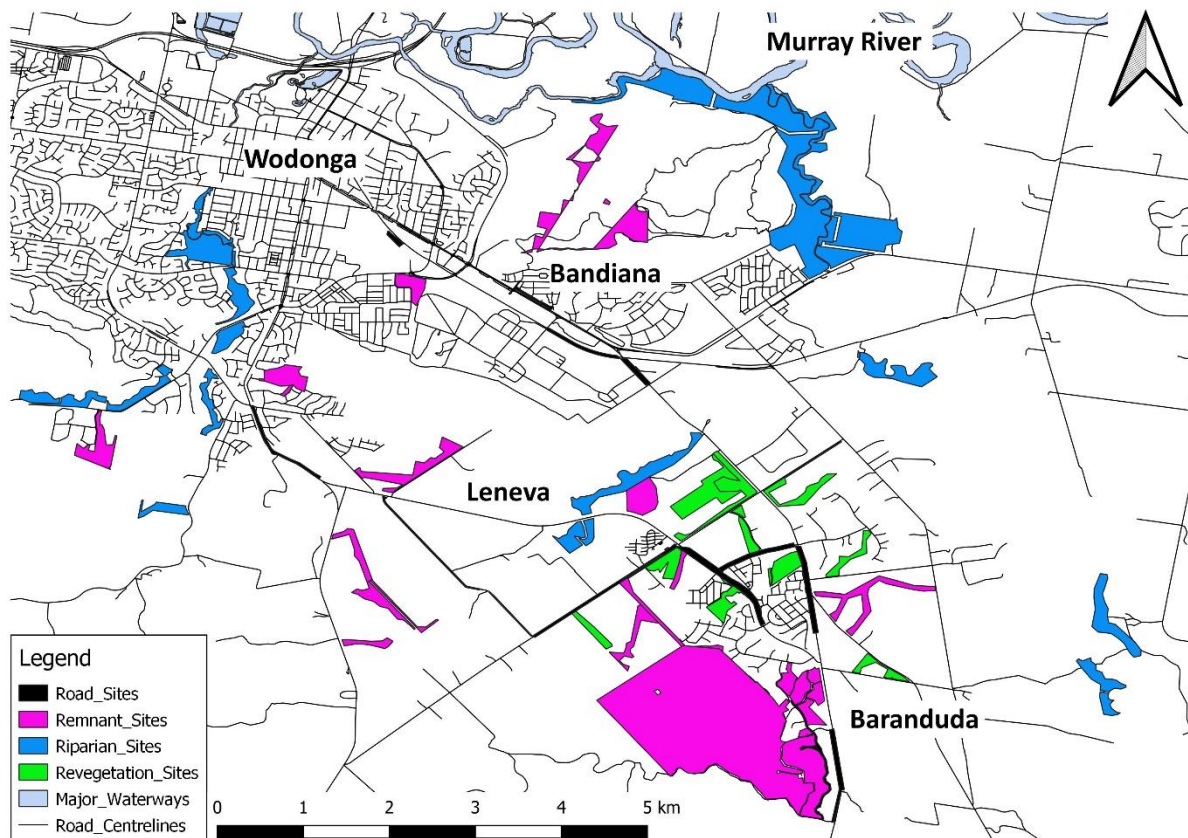 Murray River
Wodonga
Bandiana
Leneva
Baranduda
Legend
Road_Sites
Remnant_Sites
Riparian_Sites
Revegetation_Sites
Major_Waterways
Road_Centrelines
0 1 2 3 4 5 km